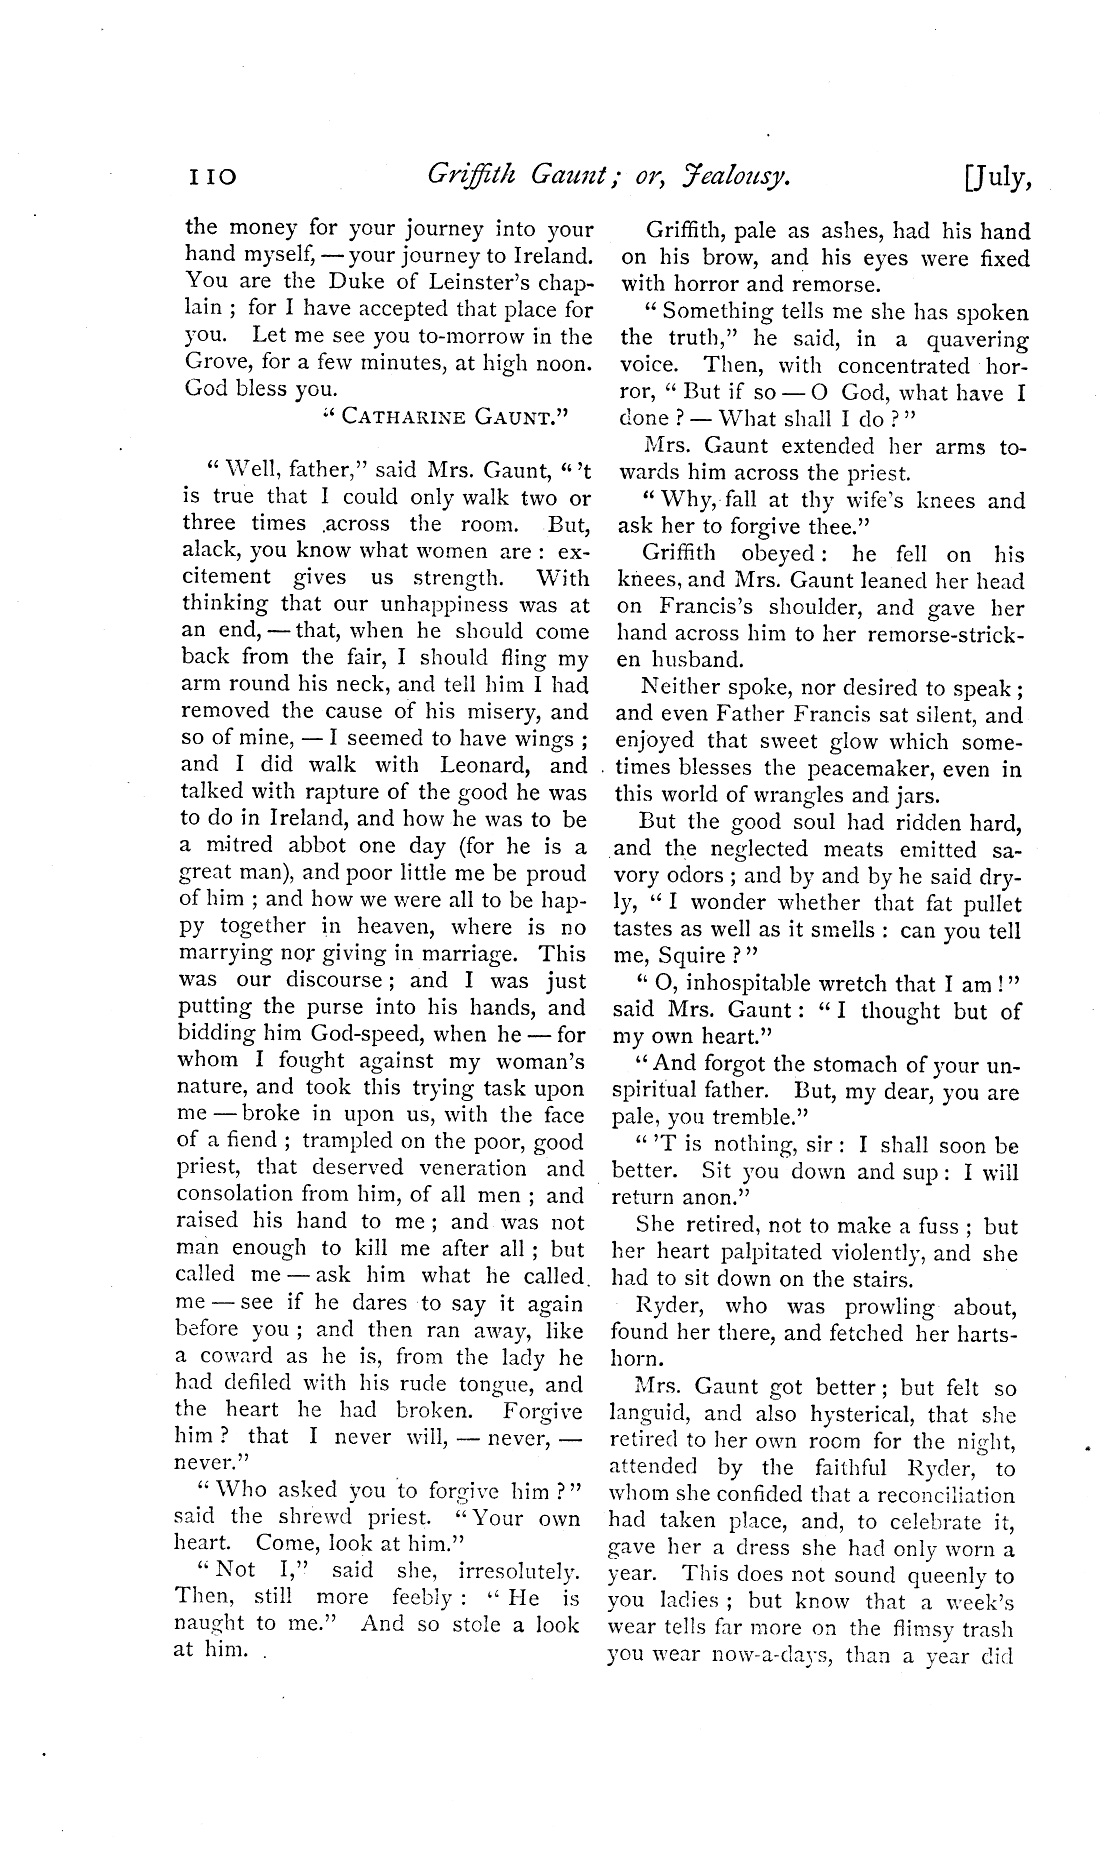 110 Griffith Gaunt; or, Jealousy. [July,
the money for your journey into your
hand myself, — your journey to Ireland.
You are the Duke of Leinster's chap-
lain ; for I have accepted that place for
you. Let me see you to-morrow in the
Grove, for a few minutes, at high noon.
God bless you.
“ CATHARINE GAUNT.”
“ Well, father,” said Mrs. Gaunt, “ 't
is true that I could only walk two or
three times across the room. But,
alack, you know what women are : ex-
citement gives us strength. With
thinking that our unhappiness was at
an end, — that, when he should come
back from the fair, I should fling my
arm round his neck, and tell him I had
removed the cause of his misery, and
so of mine, — I seemed to have wings ;
and I did walk with Leonard, and
talked with rapture of the good he was
to do in Ireland, and how he was to be
a mitred abbot one day (for he is a
great man), and poor little me be proud
of him ; and how we were all to be hap-
py together in heaven, where is no
marrying nor giving in marriage. This
was our discourse ; and I was just
putting the purse into his hands, and
bidding him God-speed, when he — for
whom I fought against my woman's
nature, and took this trying task upon
me — broke in upon us, with the face
of a fiend ; trampled on the poor, good
priest, that deserved veneration and
consolation from him, of all men ; and
raised his hand to me ; and was not
man enough to kill me after all ; but
called me — ask him what he called
me — see if he dares to say it again
before you ; and then ran away, like
a coward as he is, from the lady he
had defiled with his rude tongue, and
the heart he had broken. Forgive
him ? that I never will, — never, —
never.”
“ Who asked you to forgive him ? ”
said the shrewd priest. “ Your own
heart. Come, look at him.”
“ Not I,” said she, irresolutely.
Then, still more feebly : “ He is
naught to me.” And so stole a look
at him.
Griffith, pale as ashes, had his hand
on his brow, and his eyes were fixed
with horror and remorse.
“ Something tells me she has spoken
the truth,” he said, in a quavering
voice. Then, with concentrated hor-
ror, “ But if so — O God, what have I
done ? — What shall I do ? ”
Mrs. Gaunt extended her arms to-
wards him across the priest.
“ Why, fall at thy wife's knees and
ask her to forgive thee.”
Griffith obeyed : he fell on his
knees, and Mrs. Gaunt leaned her head
on Francis's shoulder, and gave her
hand across him to her remorse-strick-
en husband.
Neither spoke, nor desired to speak ;
and even Father Francis sat silent, and
enjoyed that sweet glow which some-
times blesses the peacemaker, even in
this world of wrangles and jars.
But the good soul had ridden hard,
and the neglected meats emitted sa-
vory odors ; and by and by he said dry-
ly, “ I wonder whether that fat pullet
tastes as well as it smells : can you tell
me, Squire ? ”
“ O, inhospitable wretch that I am ! ”
said Mrs. Gaunt : “ I thought but of
my own heart.”
“ And forgot the stomach of your un-
spiritual father. But, my dear, you are
pale, you tremble.”
“ 'T is nothing, sir : I shall soon be
better. Sit you down and sup : I will
return anon.”
She retired, not to make a fuss ; but
her heart palpitated violently, and she
had to sit down on the stairs.
Ryder, who was prowling about,
found her there, and fetched her harts-
horn.
Mrs. Gaunt got better ; but felt so
languid, and also hysterical, that she
retired to her own room for the night,
attended by the faithful Ryder, to
whom she confided that a reconciliation
had taken place, and, to celebrate it,
gave her a dress she had only worn a
year. This does not sound queenly to
you ladies ; but know that a week's
wear tells far more on the flimsy trash
you wear now-a-days, than a year did